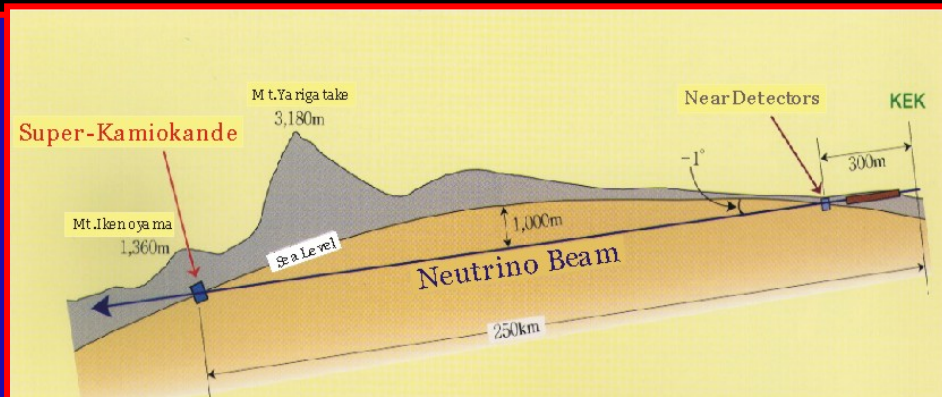 Mt.Yarigatake
3,180m
Near Detectors
KEK
Super-Kamiokande
300m
-1°
Mt.Ikenoyama
1,360m
1,000m
Sea Level
Neutrino Beam
250km